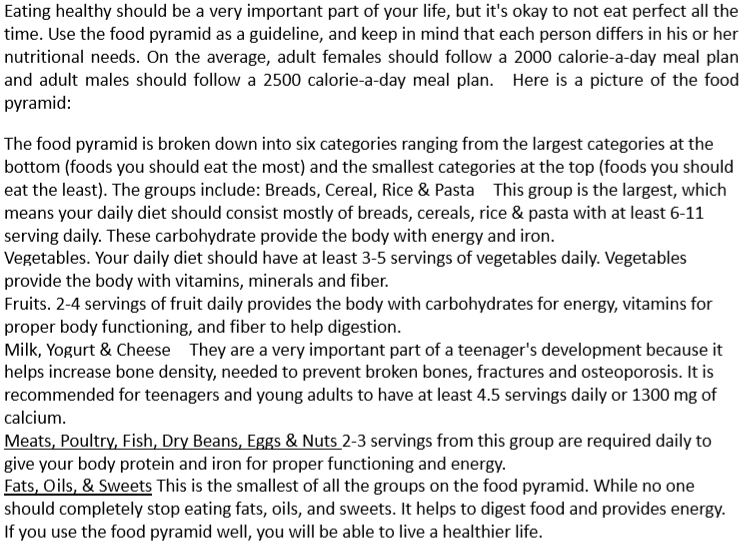 Eating healthy should be a very important part of your life, but it's okay to not eat perfect all the
time. Use the food pyramid as a guideline, and keep in mind that each person differs in his or her
nutritional needs. On the average, adult females should follow a 2000 calorie-a-day meal plan
and adult males should follow a 2500 calorie-a-day meal plan. Here is a picture of the food
pyramid:
The food pyramid is broken down into six categories ranging from the largest categories at the
bottom (foods you should eat the most) and the smallest categories at the top (foods you should
eat the least). The groups include: Breads, Cereal, Rice & Pasta This group is the largest, which
means your daily diet should consist mostly of breads, cereals, rice & pasta with at least 6-11
serving daily. These carbohydrate provide the body with energy and iron.
Vegetables. Your daily diet should have at least 3-5 servings of vegetables daily. Vegetables
provide the body with vitamins, minerals and fiber.
Fruits. 2-4 servings of fruit daily provides the body with carbohydrates for energy, vitamins for
proper body functioning, and fiber to help digestion.
Milk, Yogurt & Cheese They are a very important part of a teenager's development because it
helps increase bone density, needed to prevent broken bones, fractures and osteoporosis. It is
recommended for teenagers and young adults to have at least 4.5 servings daily or 1300 mg of
calcium.
Meats, Poultry, Fish, Dry Beans, Eggs & Nuts 2-3 servings from this group are required daily to
give your body protein and iron for proper functioning and energy.
Fats, Oils, & Sweets This is the smallest of all the groups on the food pyramid. While no one
should completely stop eating fats, oils, and sweets. It helps to digest food and provides energy.
If you use the food pyramid well, you will be able to live a healthier life.